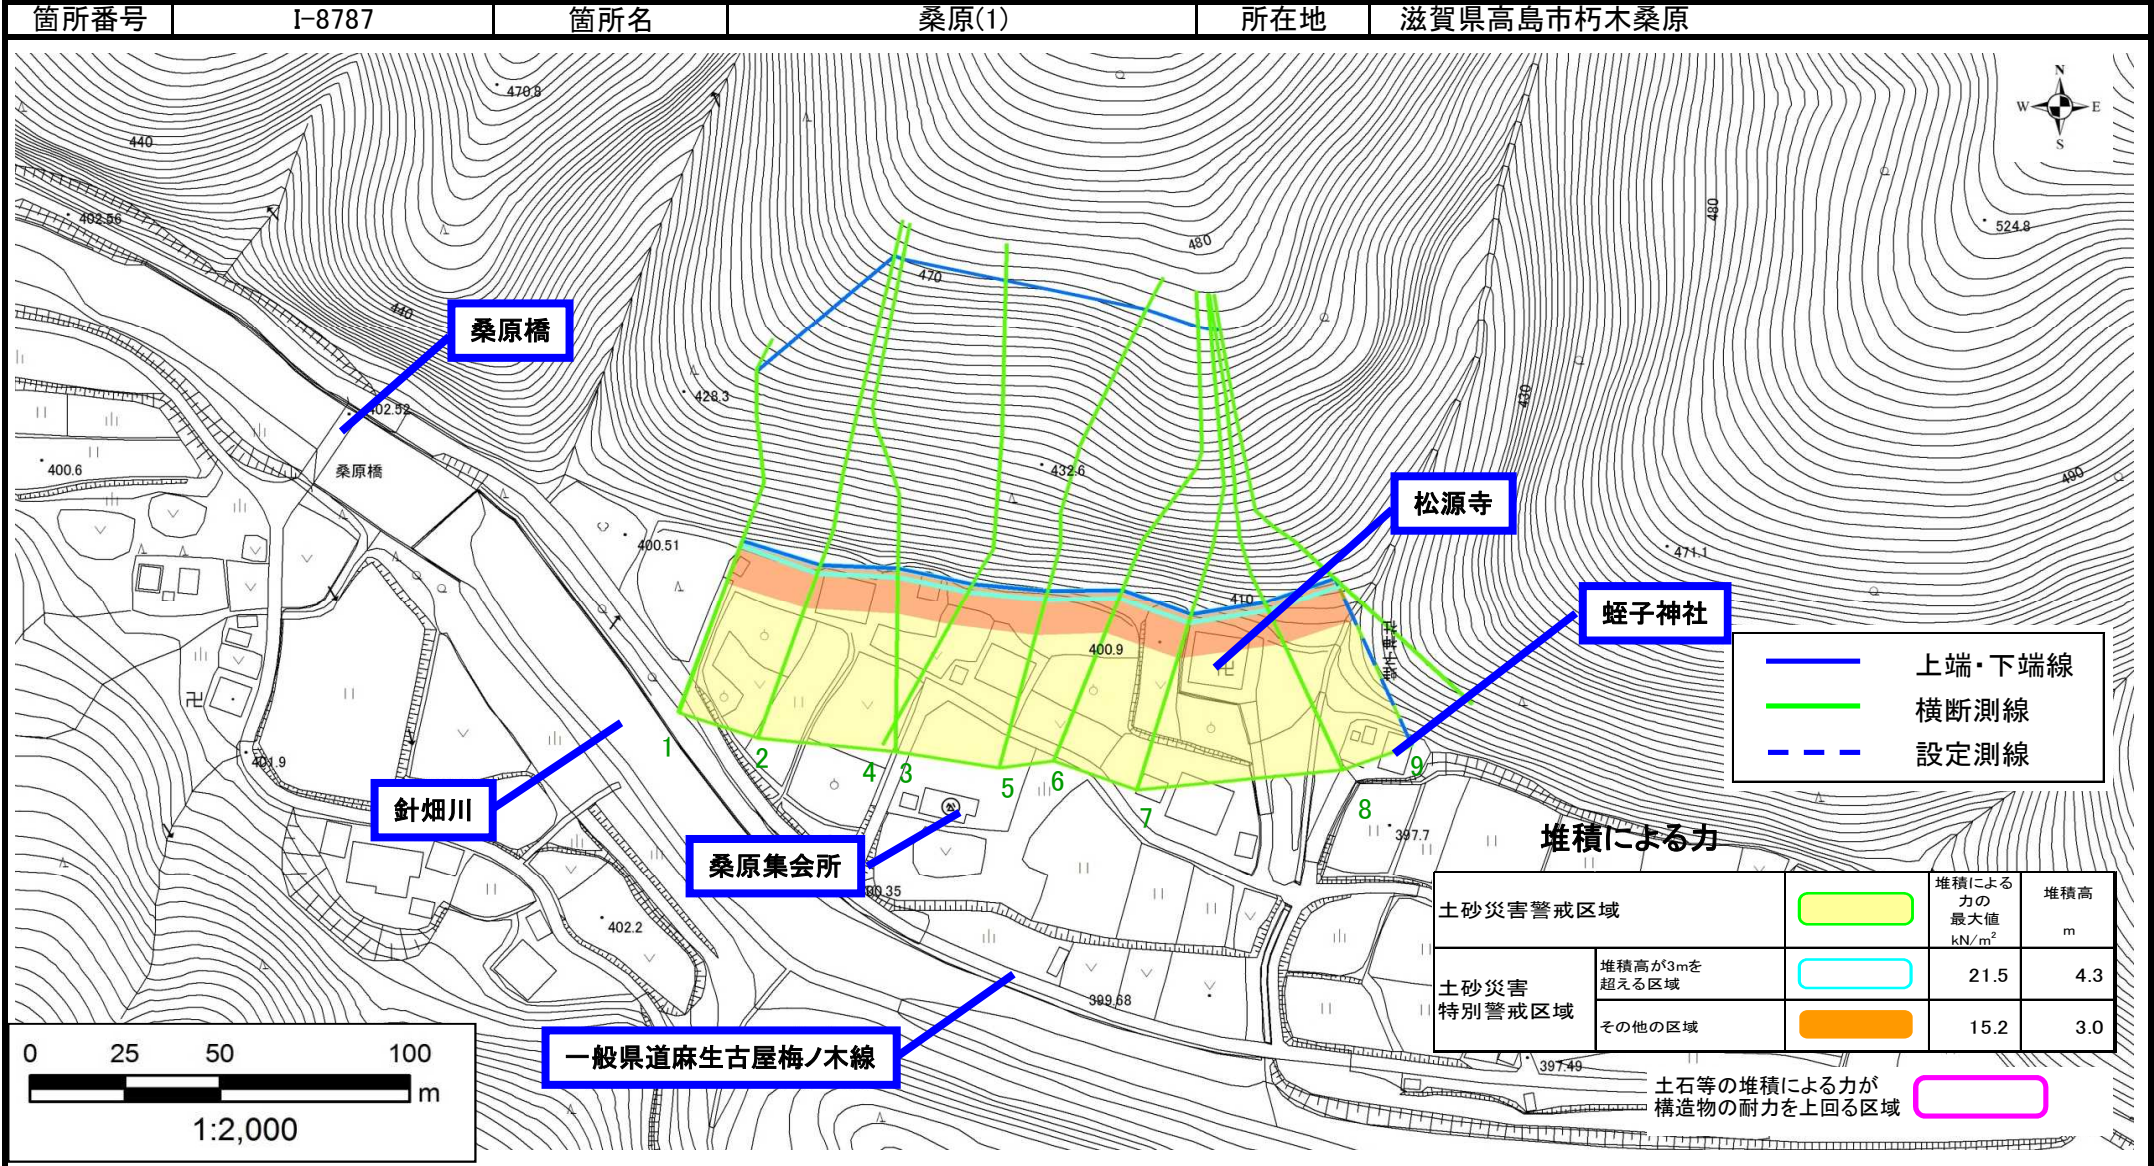 箇所番号 I-8787 箇所名 桑原(1) 所在地 滋賀県高島市朽木桑原
N
W E
S
470.8
440
402.56
480
524.8
480
470
440
桑原橋
428.3
430
402.52
400.6
桑原橋
432.6
490
松源寺
400.51
471.1
410
蛭子神社
蛭子神社
400.9
上端・下端線
横断測線
設定測線
401.9
1
2
4
3
5
6
7
8
9
針畑川
公
397.7
堆積による力
桑原集会所
00.35
402.2
399.68
土砂災害警戒区域
堆積による
力の
最大値
kN/m²
堆積高
m
土砂災害
特別警戒区域
堆積高が3mを
超える区域
21.5 4.3
その他の区域
15.2 3.0
一般県道麻生古屋梅ノ木線
397.49
土石等の堆積による力が
構造物の耐力を上回る区域
0 25 50 100
m
1:2,000